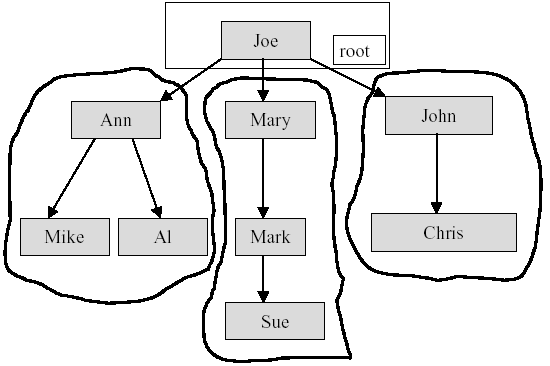 Joe
root
Ann
Mary
John
Mike
Al
Mark
Chris
Sue